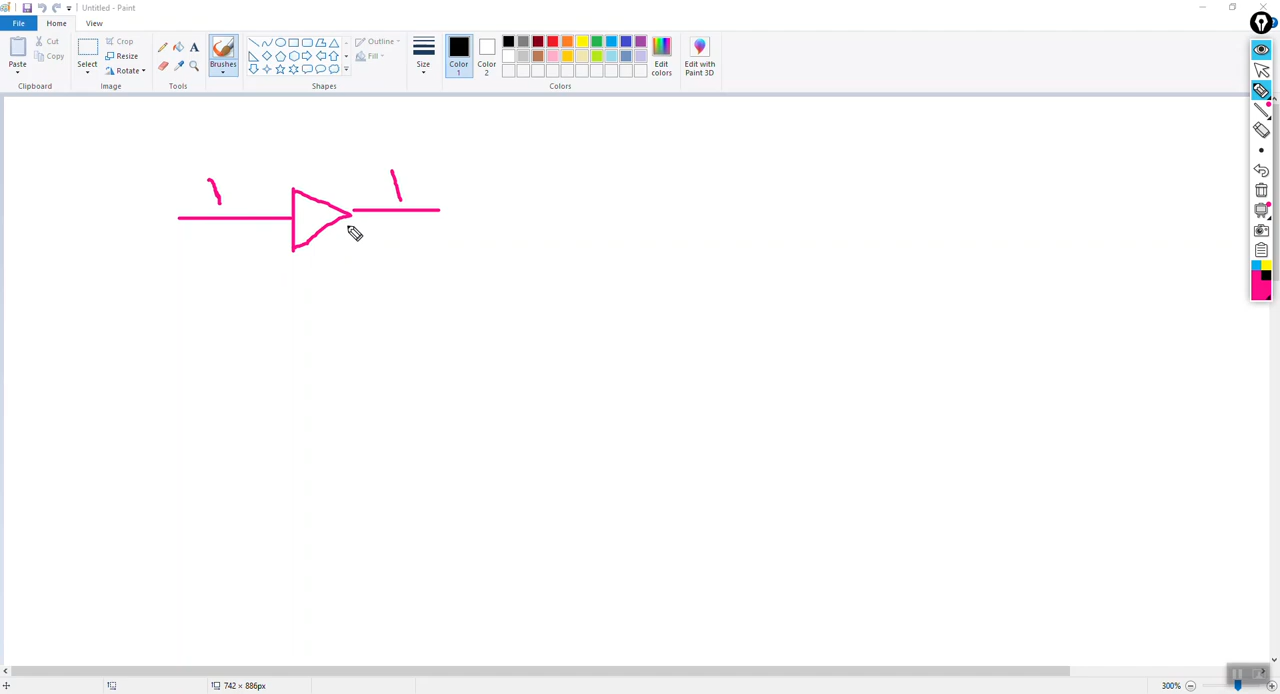 Untitled - Paint
File Home View
Paste Cut Copy Clipboard
Select Crop Resize Rotate Image
A Tools
Brushes
Outline Fill Shapes
Size
Color 1 Color 2 Edit colors Edit with Paint 3D Colors
1 1
742 × 886px 300%